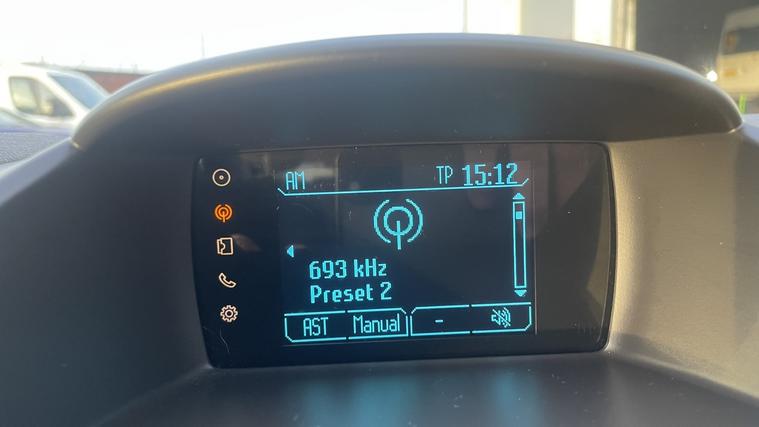 AM TP 15:12
693 kHz
Preset 2
AST Manual -